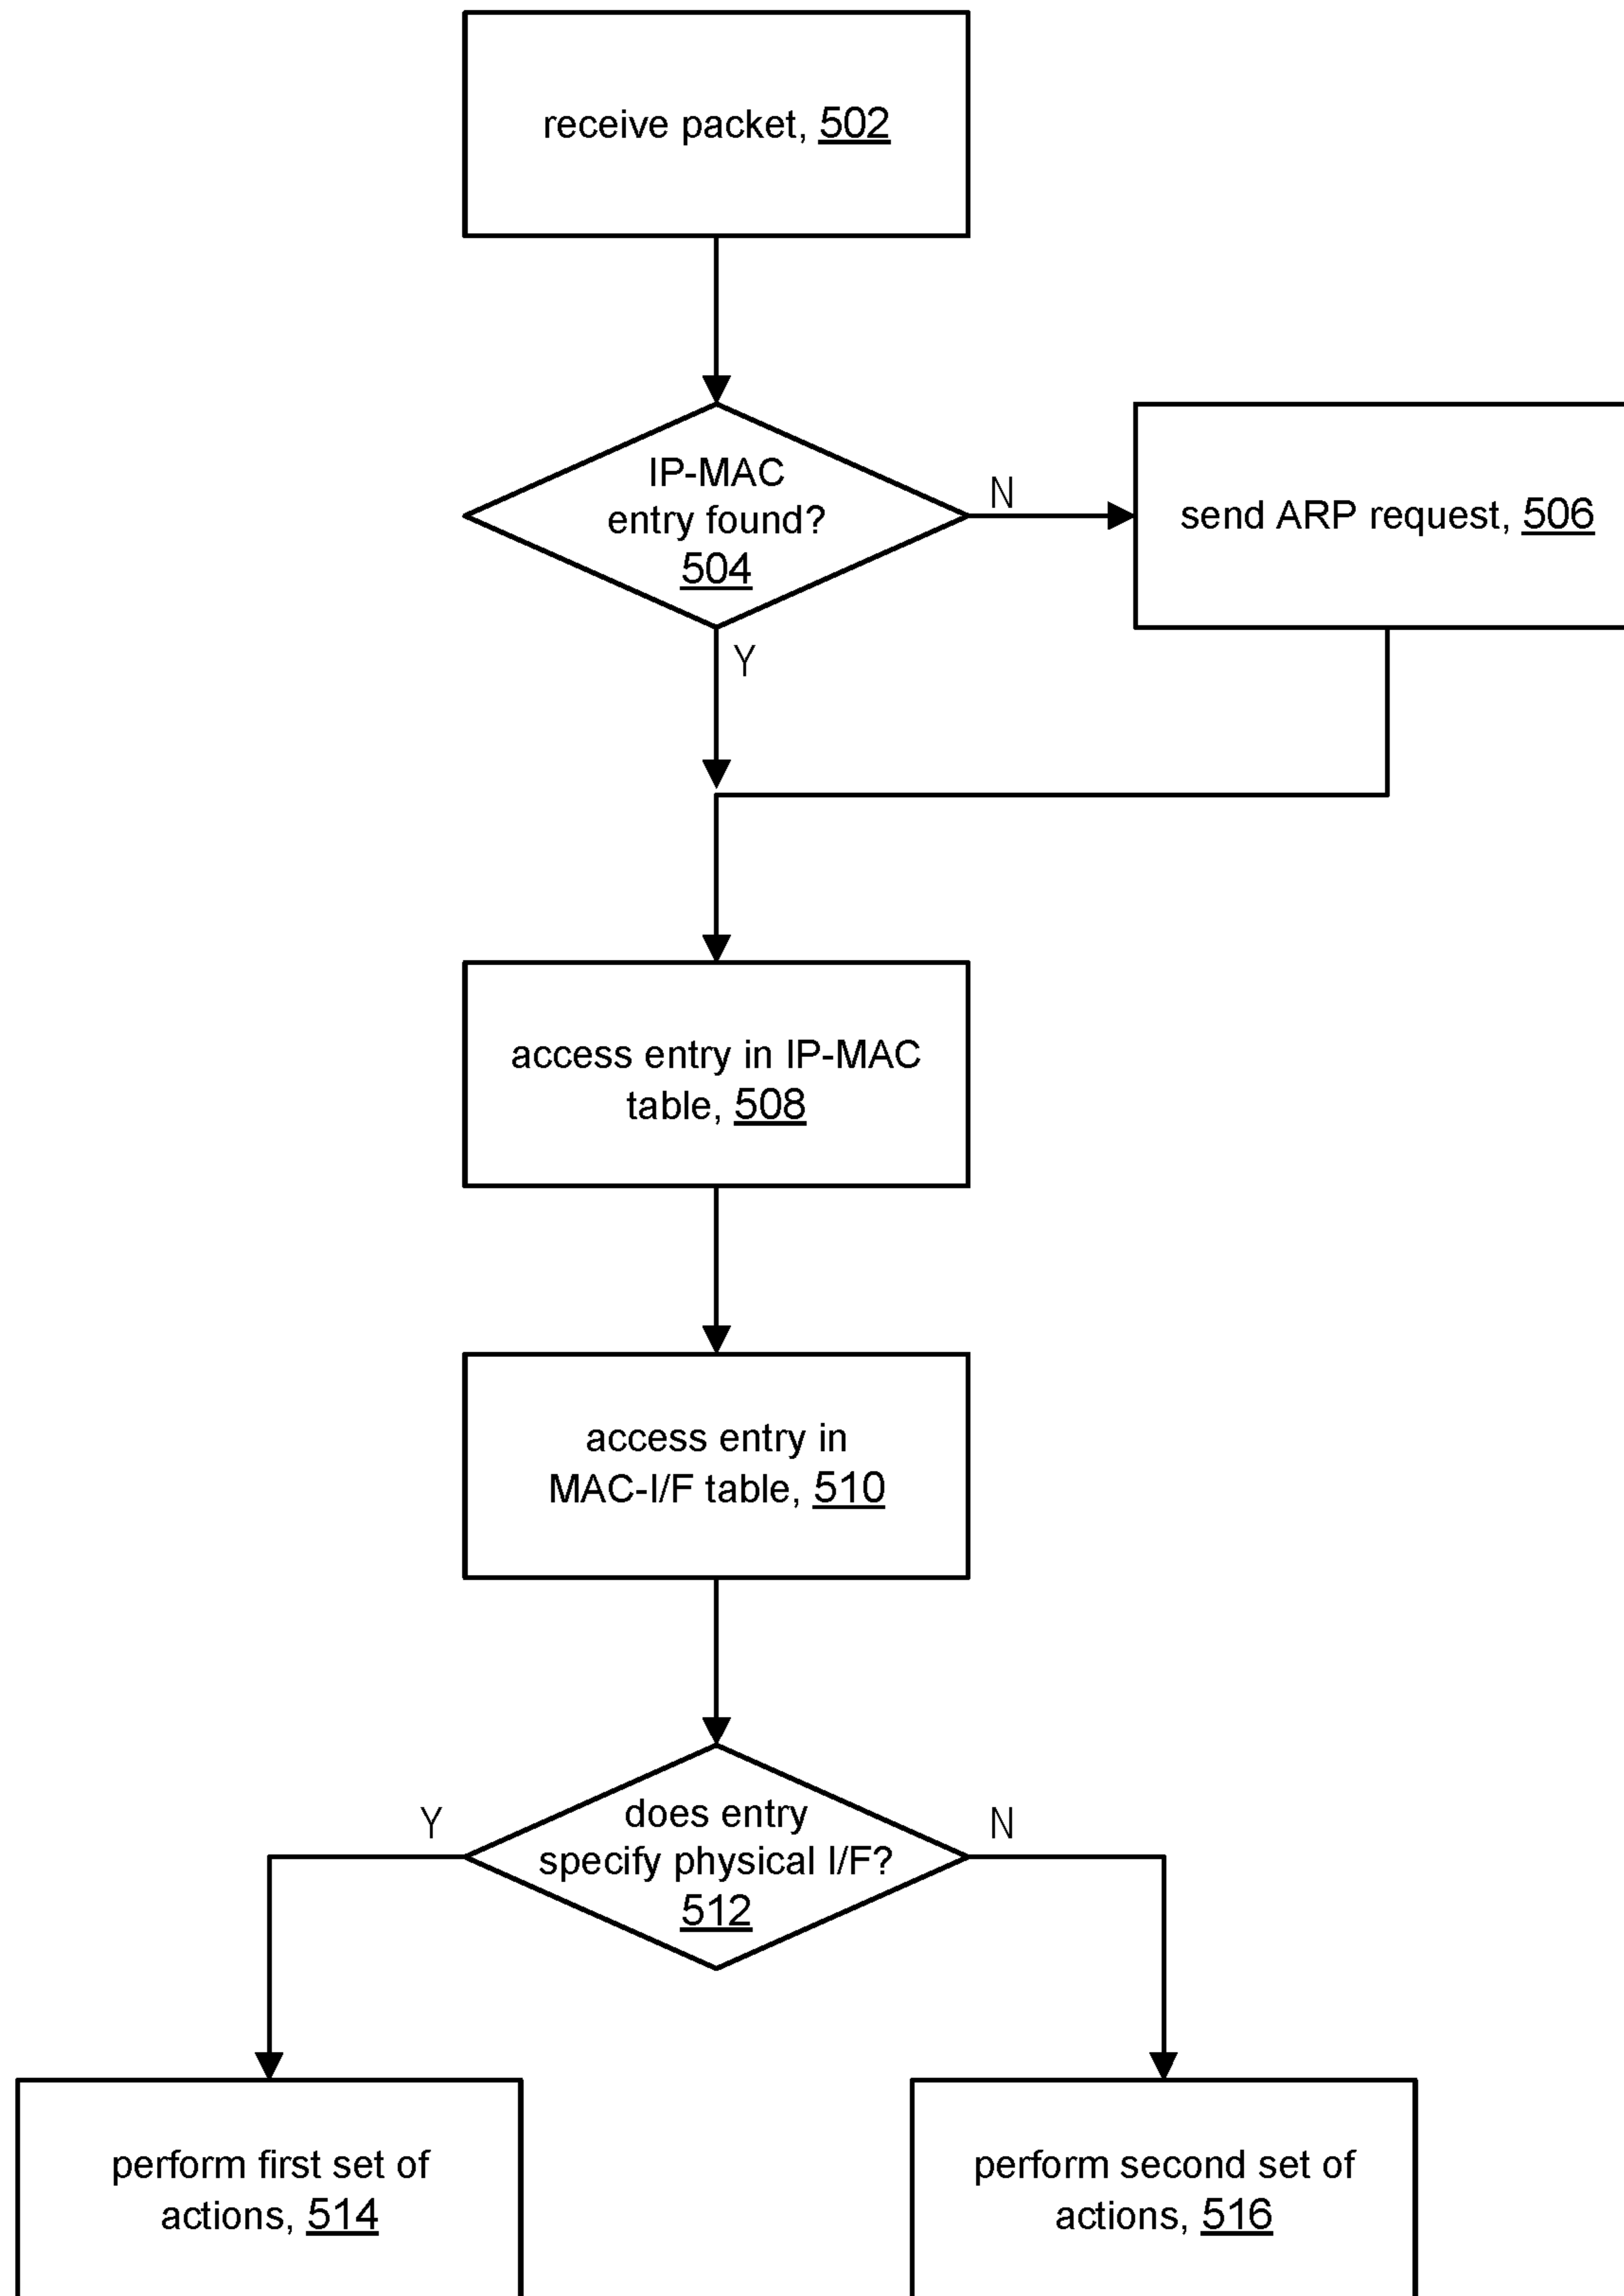 receive packet, 502
IP-MAC
entry found?
504
N
send ARP request, 506
Y
access entry in IP-MAC
table, 508
access entry in
MAC-I/F table, 510
does entry
specify physical I/F?
512
Y
N
perform first set of
actions, 514
perform second set of
actions, 516